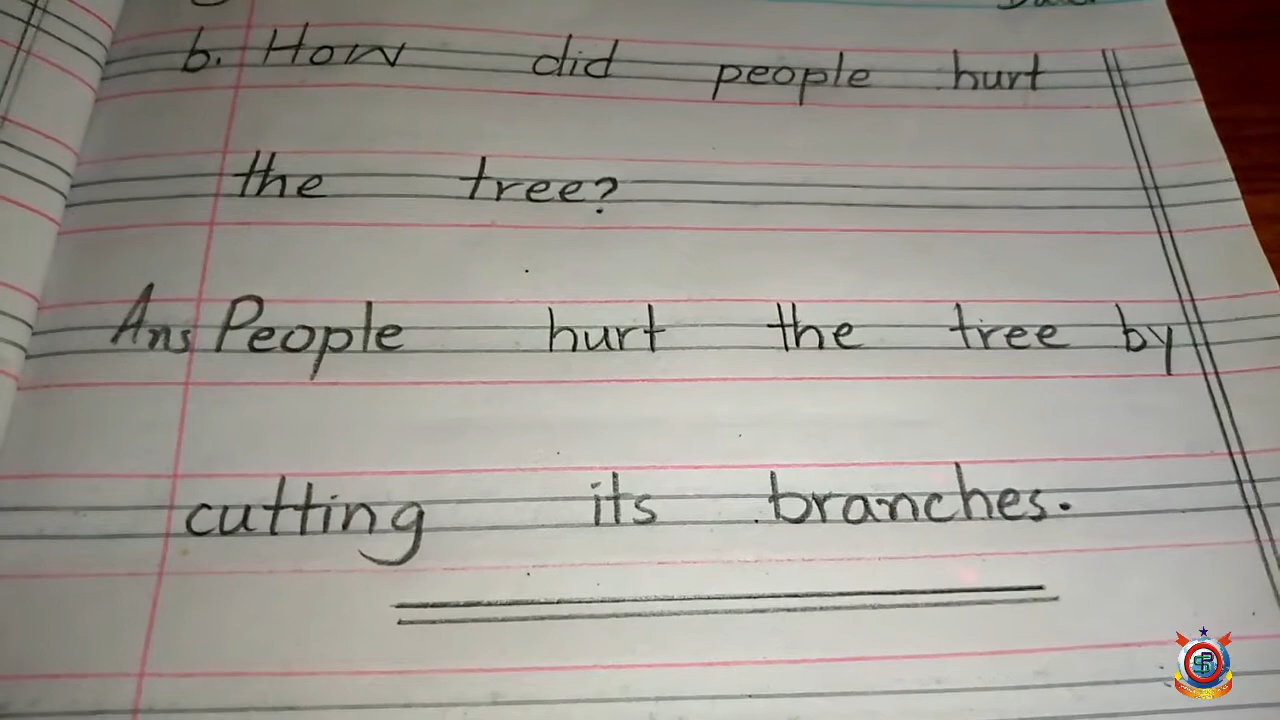 b. How did people hurt
the tree?
Ans People hurt the tree by
cutting its branches.